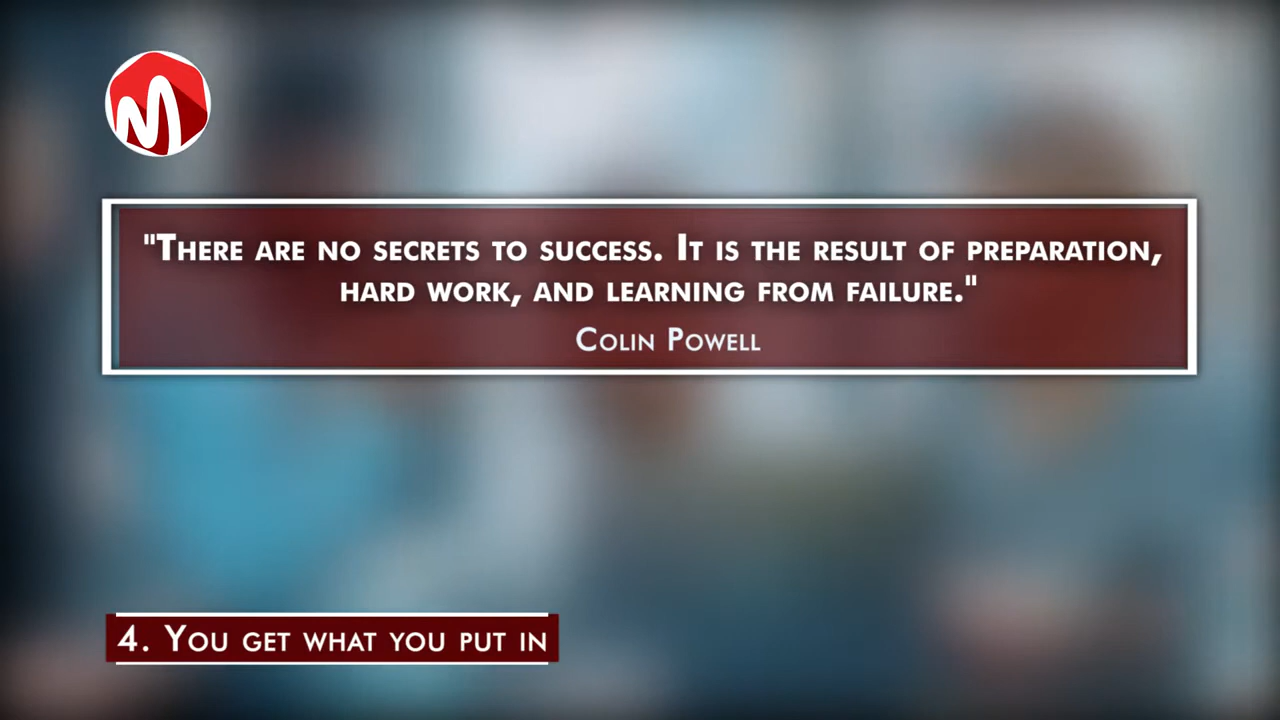 "There are no secrets to success. It is the result of preparation,
hard work, and learning from failure."
Colin Powell
4. You get what you put in